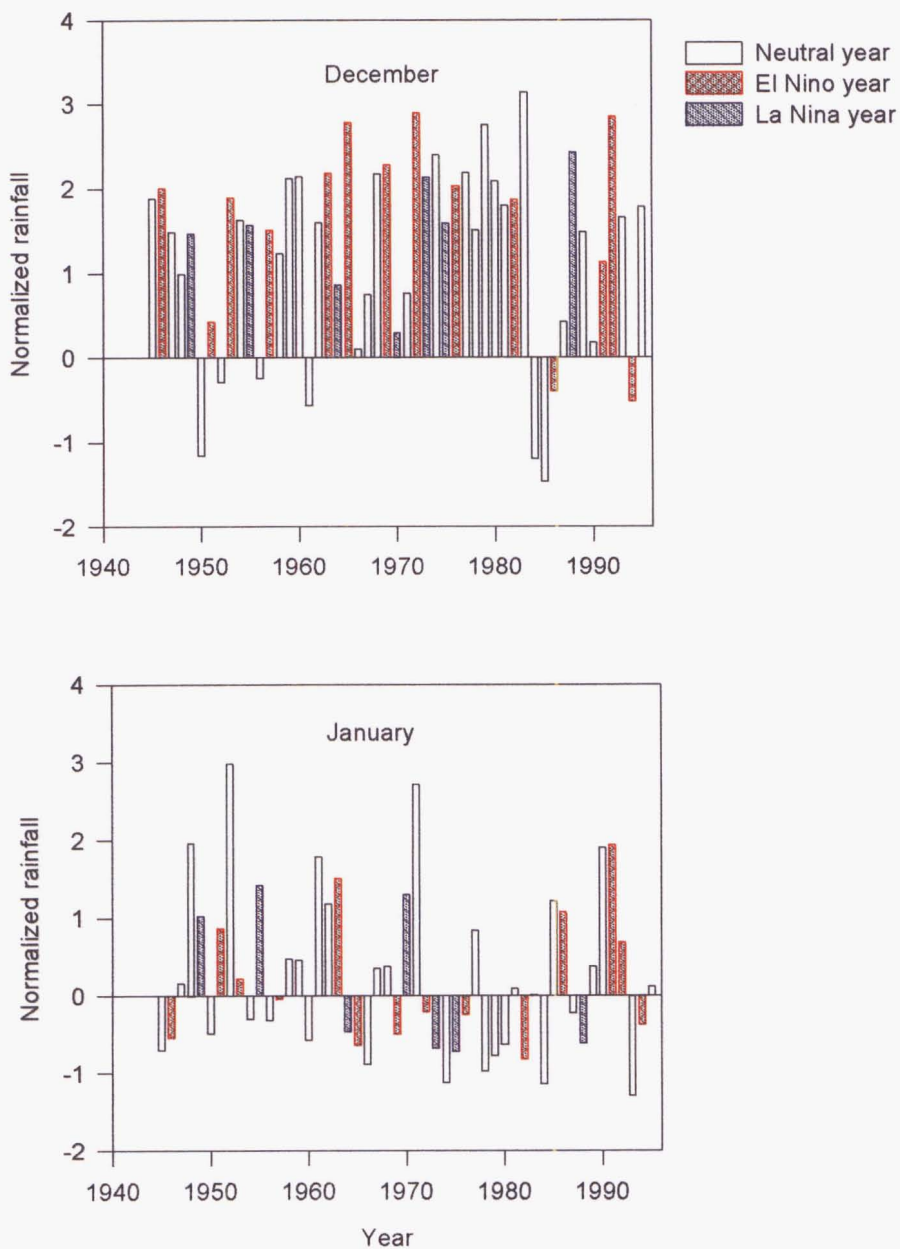 4
3
2
1
0
-1
-2
Normalized rainfall
December
1940 1950 1960 1970 1980 1990
Neutral year
El Nino year
La Nina year
4
3
2
1
0
-1
-2
Normalized rainfall
January
1940 1950 1960 1970 1980 1990
Year